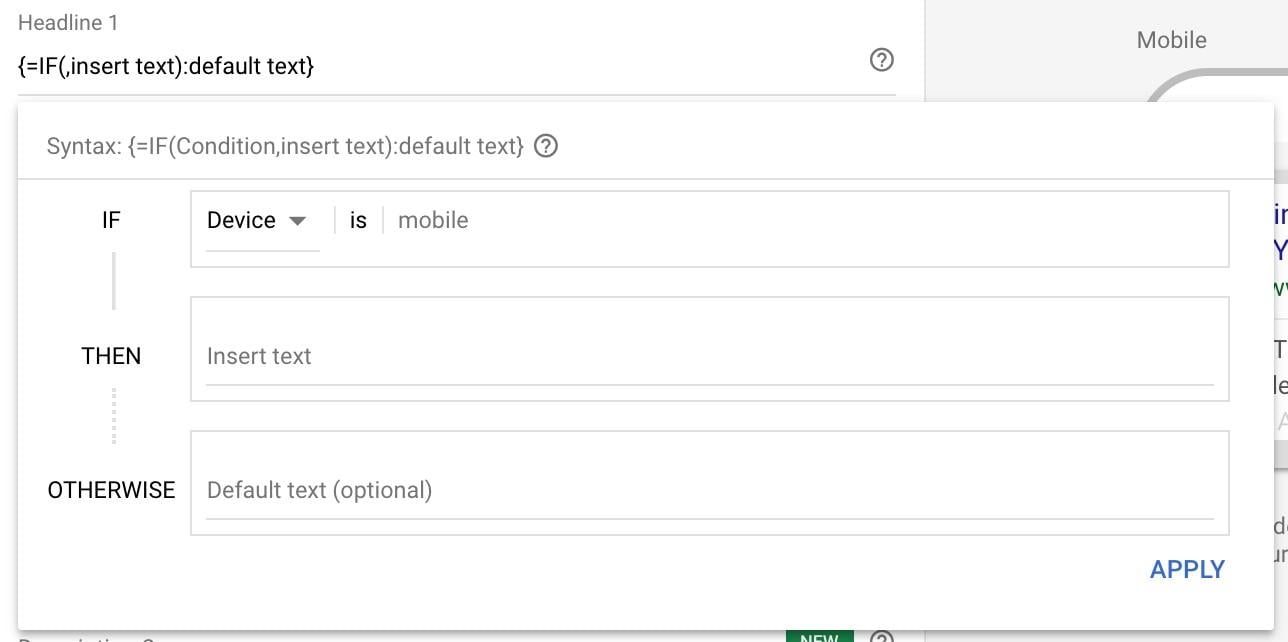 Headline 1
Mobile
{=IF(,insert text):default text}
Syntax: {=IF(Condition,insert text):default text}
IF
Device
is
mobile
THEN
Insert text
OTHERWISE
Default text (optional)
APPLY
NEW